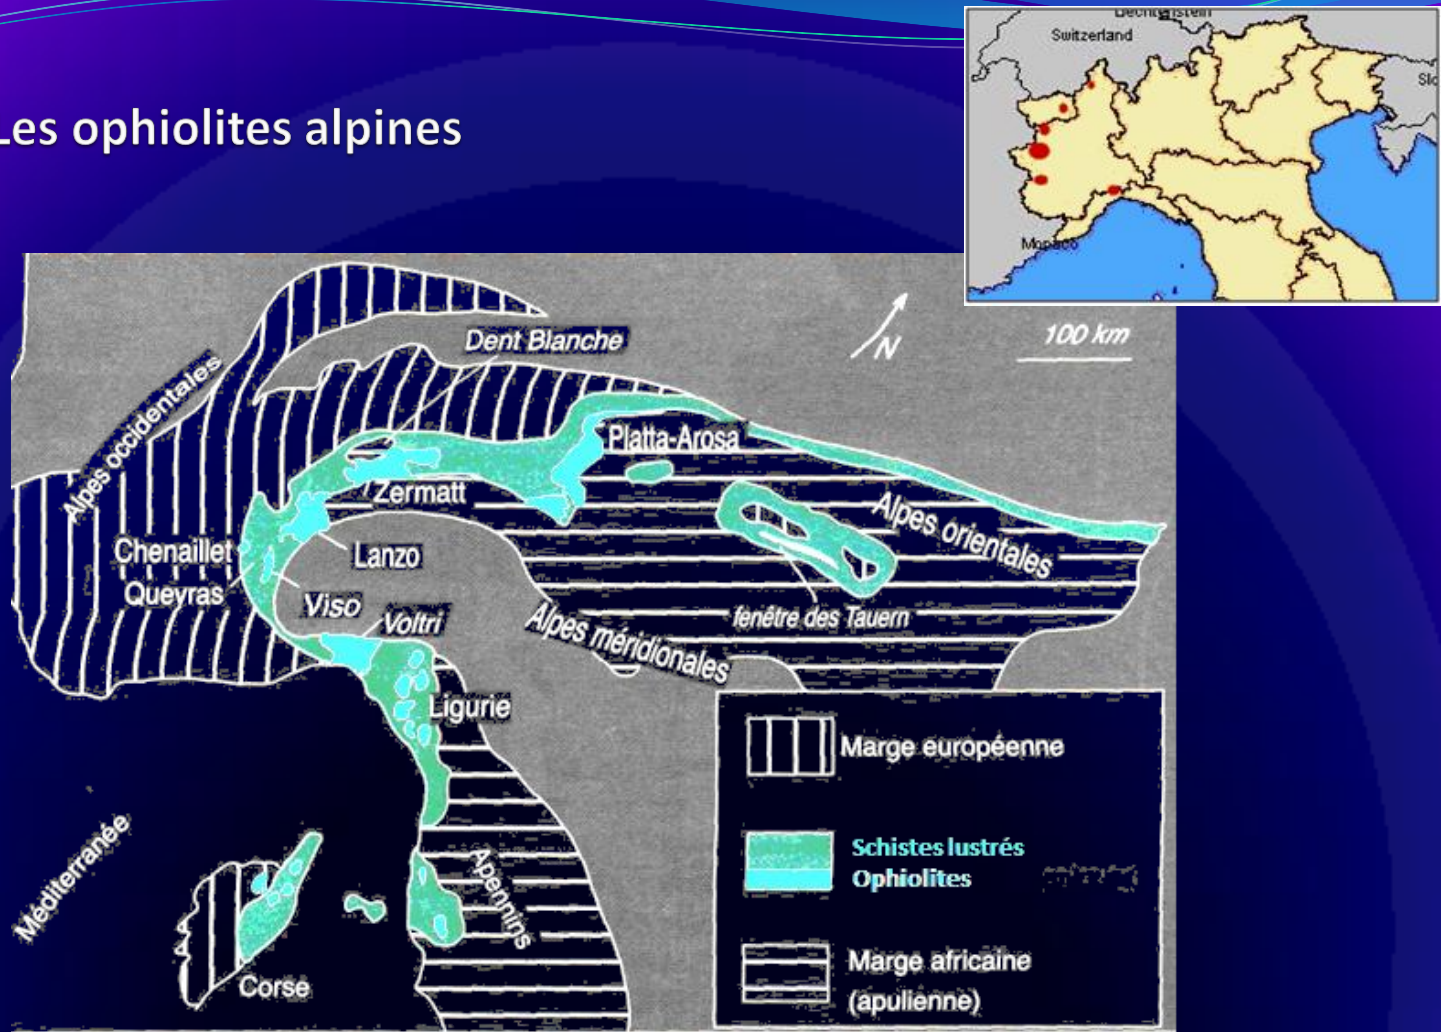 Liechtenstein
Switzerland
Slo
Monaco
Les ophiolites alpines
100 km
N
Dent Blanche
Alpes occidentales
Platta-Arosa
Zermatt
Alpes orientales
Chenaillet
Lanzo
Queyras
Viso
Voltri
fenêtre des Tauern
Alpes méridionales
Ligurie
Marge européenne
Schistes lustrés
Ophiolites
Méditerranée
Apennins
Marge africaine
(apulienne)
Corse